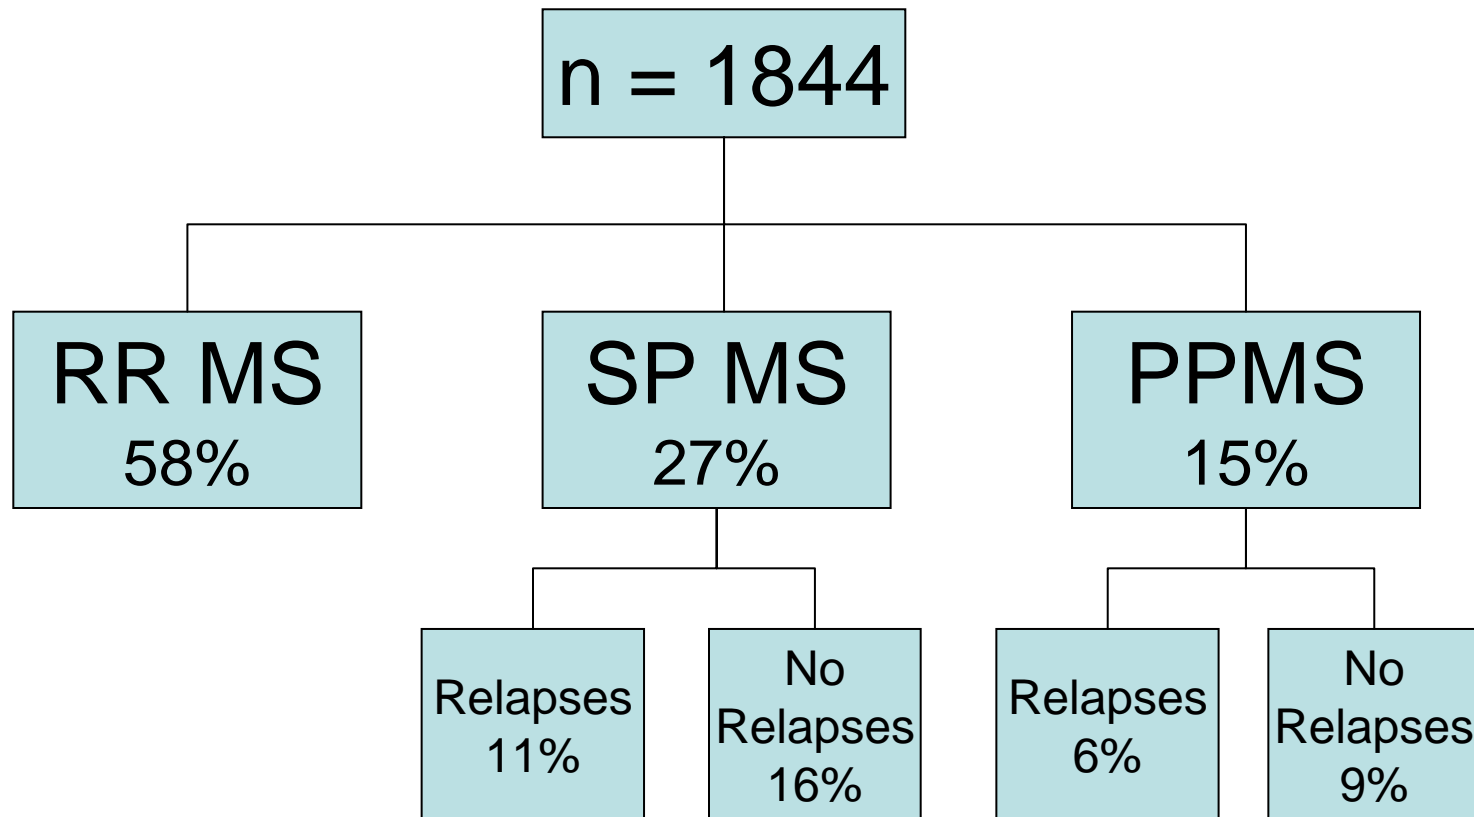 n = 1844
RR MS
58%
SP MS
27%
PPMS
15%
Relapses
11%
No
Relapses
16%
Relapses
6%
No
Relapses
9%